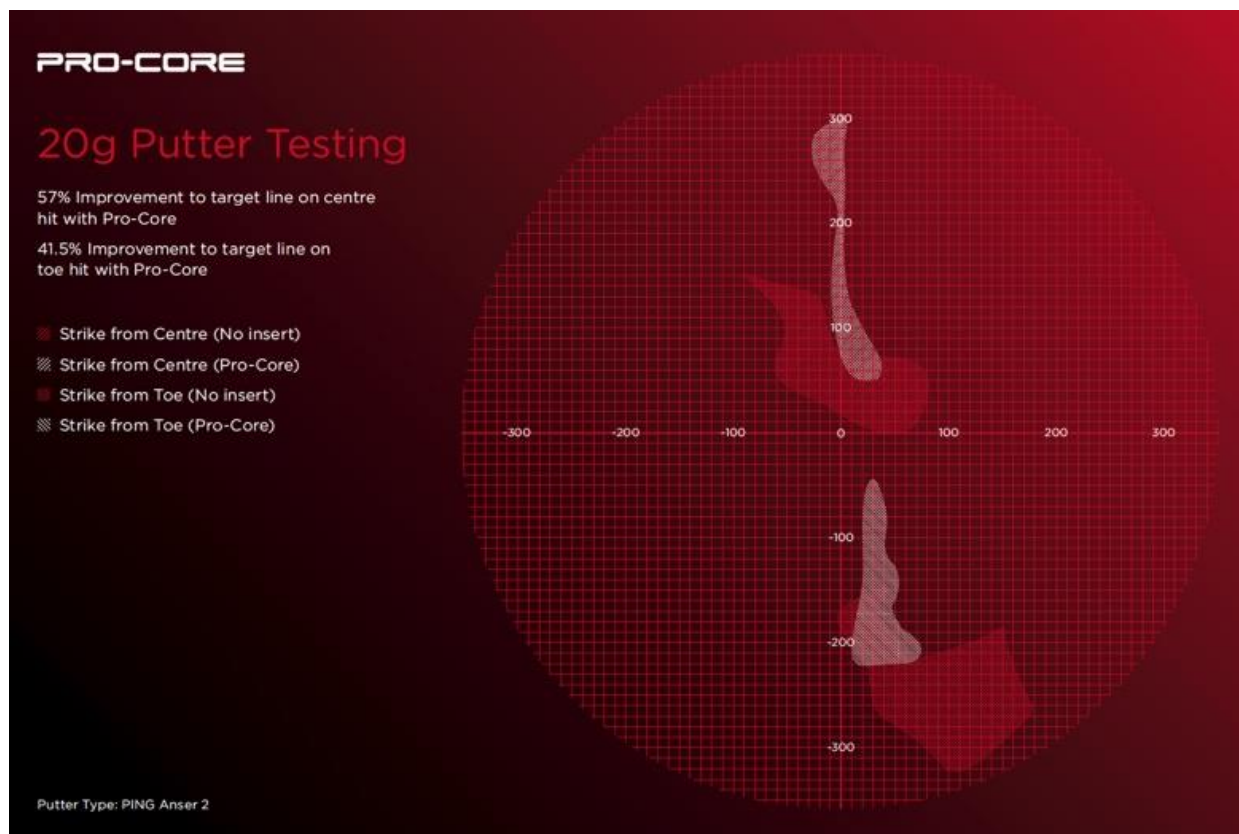 PRO-CORE
20g Putter Testing
57% Improvement to target line on centre
hit with Pro-Core
41.5% Improvement to target line on
toe hit with Pro-Core
Strike from Centre (No insert)
Strike from Centre (Pro-Core)
Strike from Toe (No insert)
Strike from Toe (Pro-Core)
300
200
100
-300 -200 -100 0 100 200 300
-100
-200
-300
Putter Type: PING Anser 2